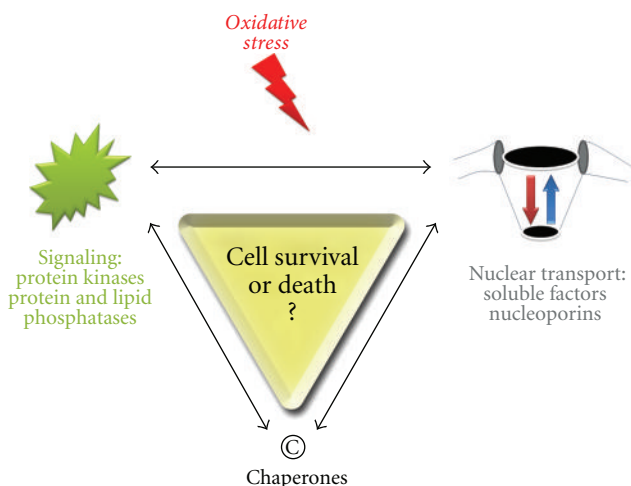 Oxidative
stress
Signaling:
protein kinases
protein and lipid
phosphatases
Cell survival
or death
?
Nuclear transport:
soluble factors
nucleoporins
©
Chaperones